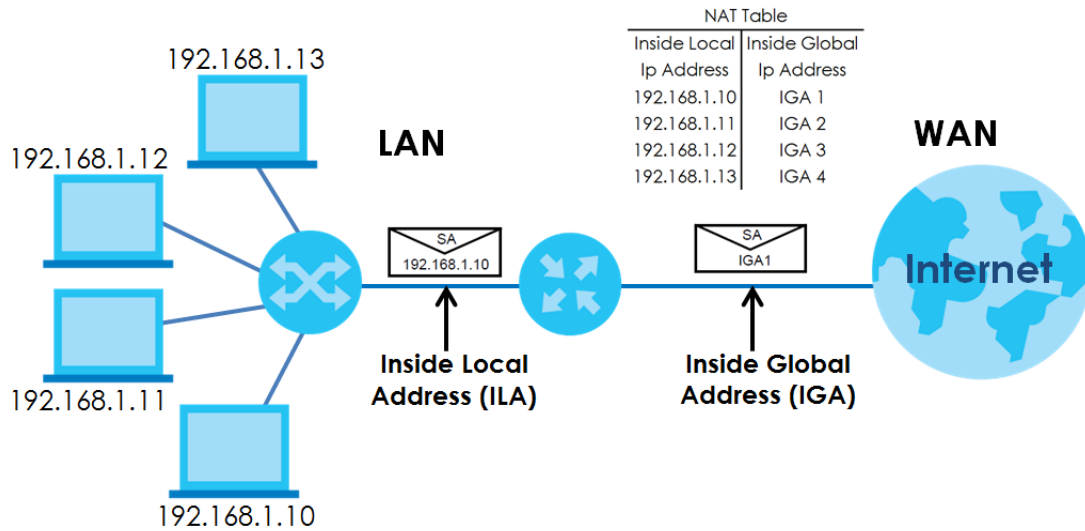 NAT Table
Inside Local Inside Global
Ip Address Ip Address
192.168.1.10 IGA 1
192.168.1.11 IGA 2
192.168.1.12 IGA 3
192.168.1.13 IGA 4
192.168.1.13
192.168.1.12
LAN
WAN
SA
192.168.1.10
SA
IGA1
Internet
192.168.1.11
Inside Local
Address (ILA)
Inside Global
Address (IGA)
192.168.1.10